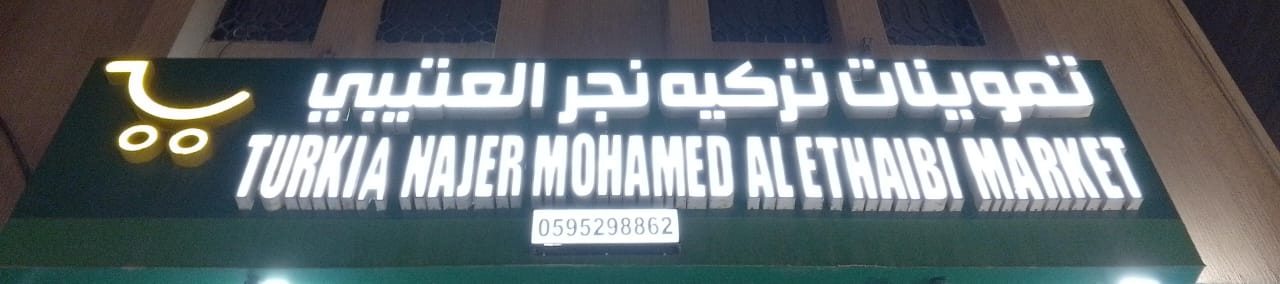 تموينات تركيه نجر العتيبي
TURKIA NAJER MOHAMED AL ETHAIBI MARKET
0595298862